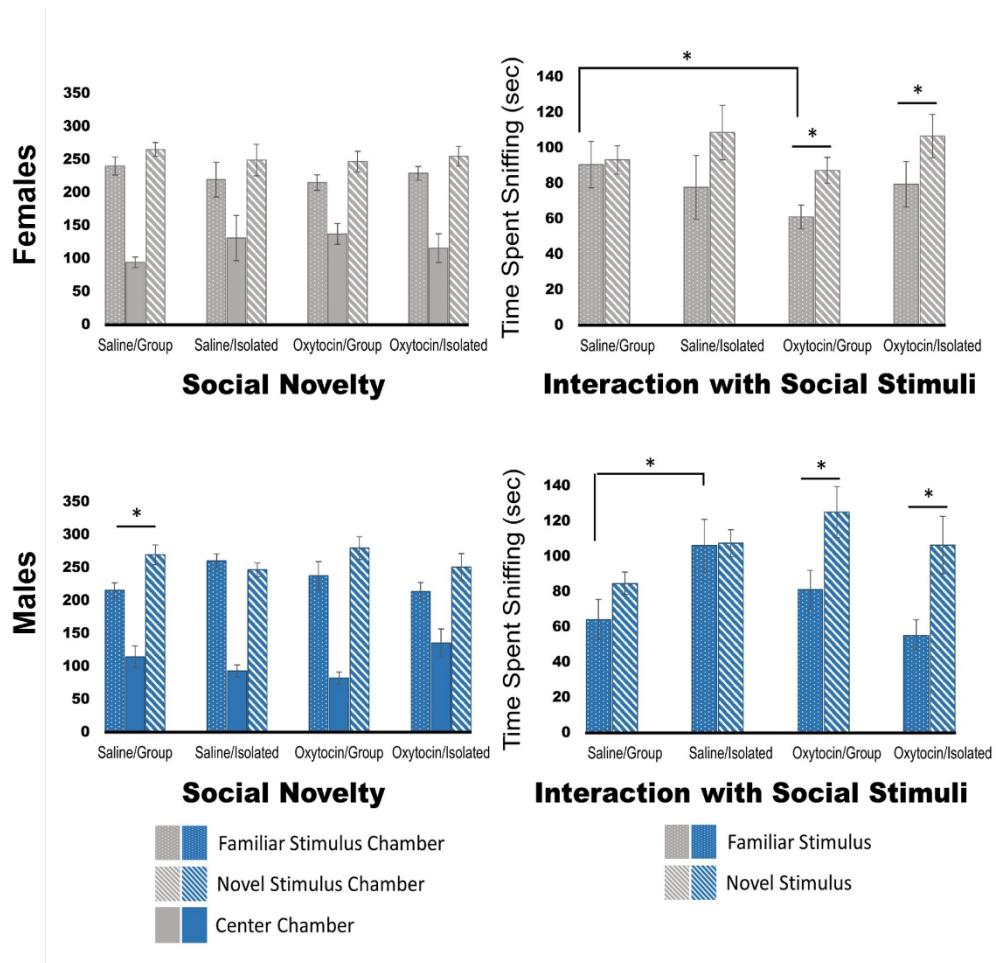 Females
350
300
250
200
150
100
50
0
Saline/Group Saline/Isolated Oxytocin/Group Oxytocin/Isolated
Social Novelty
Time Spent Sniffing (sec)
140
120
100
80
60
40
20
0
*
*
*
Saline/Group Saline/Isolated Oxytocin/Group Oxytocin/Isolated
Interaction with Social Stimuli
Males
350
300
250
200
150
100
50
0
*
Saline/Group Saline/Isolated Oxytocin/Group Oxytocin/Isolated
Social Novelty
Time Spent Sniffing (sec)
140
120
100
80
60
40
20
0
*
*
*
Saline/Group Saline/Isolated Oxytocin/Group Oxytocin/Isolated
Interaction with Social Stimuli
Familiar Stimulus Chamber
Novel Stimulus Chamber
Center Chamber
Familiar Stimulus
Novel Stimulus